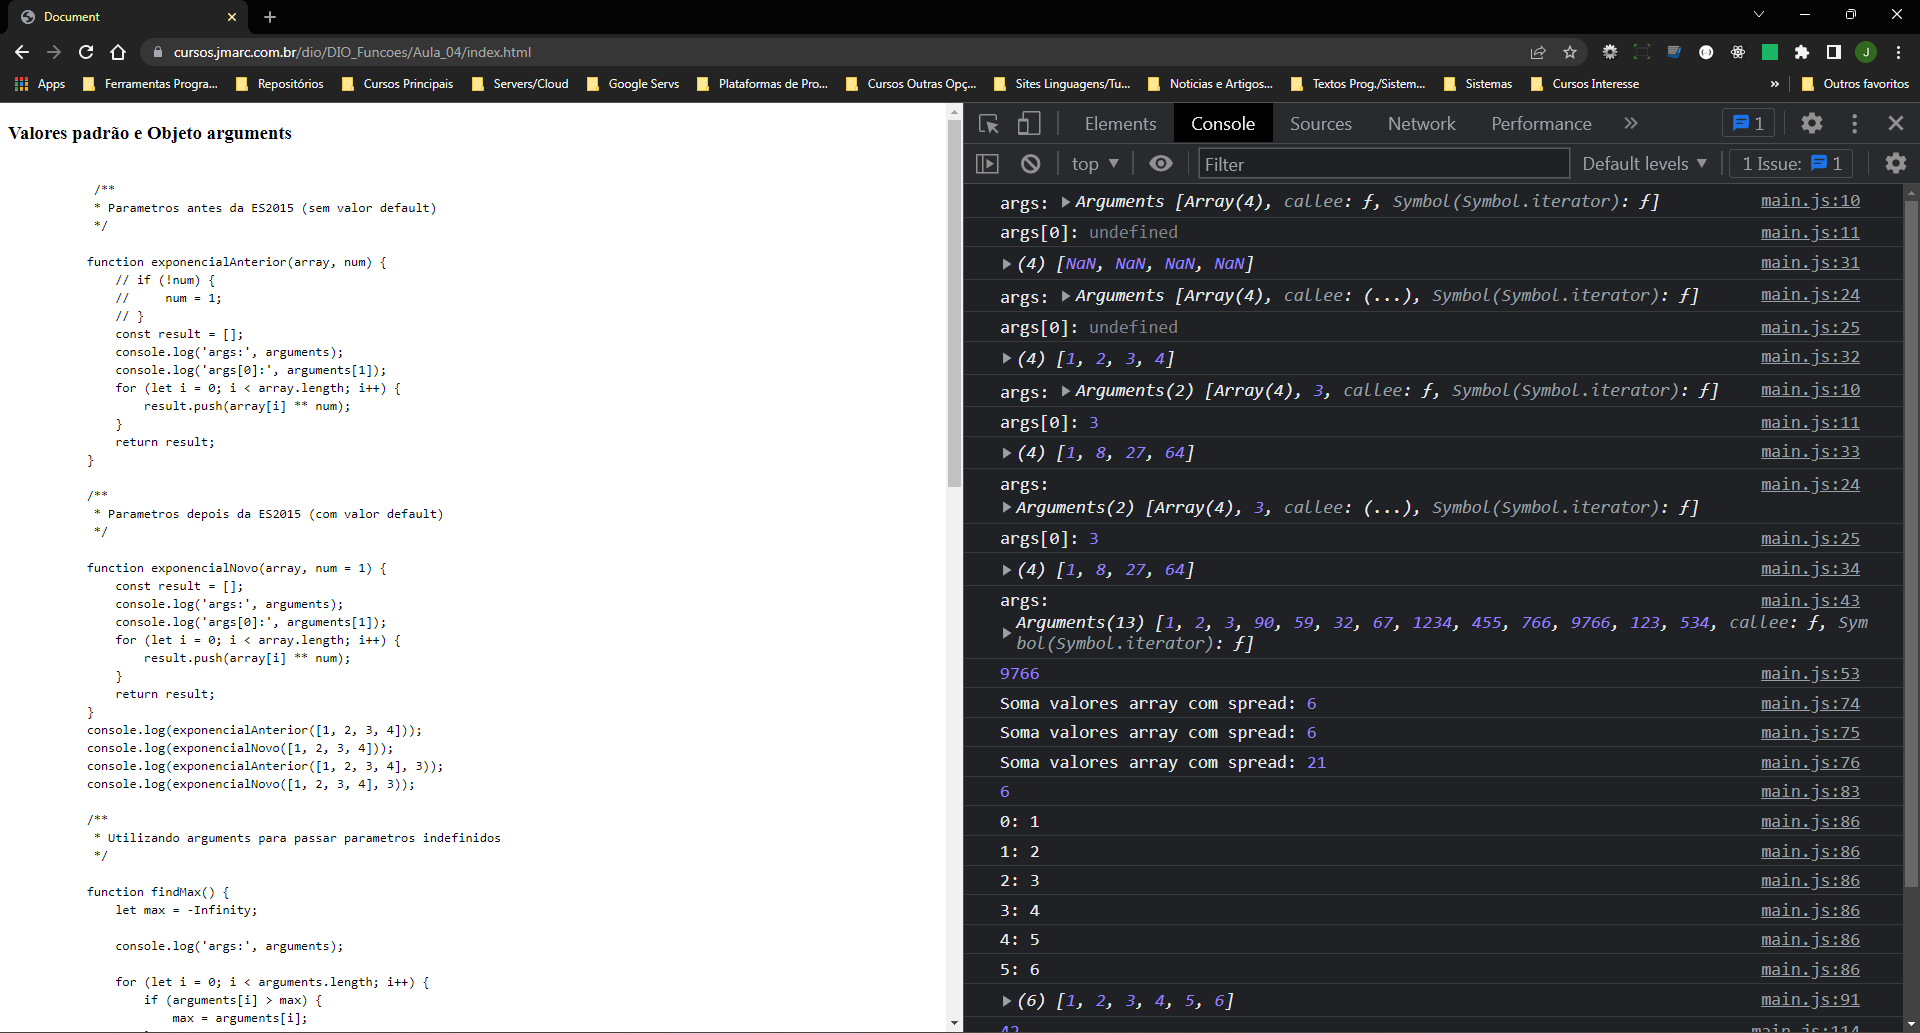 Document
cursos.jmarc.com.br/dio/DIO_Funcoes/Aula_04/index.html
J
Apps
Ferramentas Progra...
Repositórios
Cursos Principais
Servers/Cloud
Google Servs
Plataformas de Pro...
Cursos Outras Opç...
Sites Linguagens/Tu...
Noticias e Artigos...
Textos Prog./Sistem...
Sistemas
Cursos Interesse
»
Outros favoritos
Valores padrão e Objeto arguments
/**
* Parametros antes da ES2015 (sem valor default)
*/
function exponencialAnterior(array, num) {
// if (!num) {
//     num = 1;
// }
const result = [];
console.log('args:', arguments);
console.log('args[0]:', arguments[1]);
for (let i = 0; i < array.length; i++) {
result.push(array[i] ** num);
}
return result;
}
/**
* Parametros depois da ES2015 (com valor default)
*/
function exponencialNovo(array, num = 1) {
const result = [];
console.log('args:', arguments);
console.log('args[0]:', arguments[1]);
for (let i = 0; i < array.length; i++) {
result.push(array[i] ** num);
}
return result;
}
console.log(exponencialAnterior([1, 2, 3, 4]));
console.log(exponencialNovo([1, 2, 3, 4]));
console.log(exponencialAnterior([1, 2, 3, 4], 3));
console.log(exponencialNovo([1, 2, 3, 4], 3));
/**
* Utilizando arguments para passar parametros indefinidos
*/
function findMax() {
let max = -Infinity;
console.log('args:', arguments);
for (let i = 0; i < arguments.length; i++) {
if (arguments[i] > max) {
max = arguments[i];
Elements Console Sources Network Performance » 1
top Filter Default levels 1 Issue: 1
args: Arguments [Array(4), callee: ƒ, Symbol(Symbol.iterator): ƒ] main.js:10
args[0]: undefined main.js:11
(4) [NaN, NaN, NaN, NaN] main.js:31
args: Arguments [Array(4), callee: (...), Symbol(Symbol.iterator): ƒ] main.js:24
args[0]: undefined main.js:25
(4) [1, 2, 3, 4] main.js:32
args: Arguments(2) [Array(4), 3, callee: ƒ, Symbol(Symbol.iterator): ƒ] main.js:10
args[0]: 3 main.js:11
(4) [1, 8, 27, 64] main.js:33
args: main.js:24
Arguments(2) [Array(4), 3, callee: (...), Symbol(Symbol.iterator): ƒ]
args[0]: 3 main.js:25
(4) [1, 8, 27, 64] main.js:34
args: main.js:43
Arguments(13) [1, 2, 3, 90, 59, 32, 67, 1234, 455, 766, 9766, 123, 534, callee: ƒ, Sym
bol(Symbol.iterator): ƒ]
9766 main.js:53
Soma valores array com spread: 6 main.js:74
Soma valores array com spread: 6 main.js:75
Soma valores array com spread: 21 main.js:76
6 main.js:83
0: 1 main.js:86
1: 2 main.js:86
2: 3 main.js:86
3: 4 main.js:86
4: 5 main.js:86
5: 6 main.js:86
(6) [1, 2, 3, 4, 5, 6] main.js:91
42 main.js:114